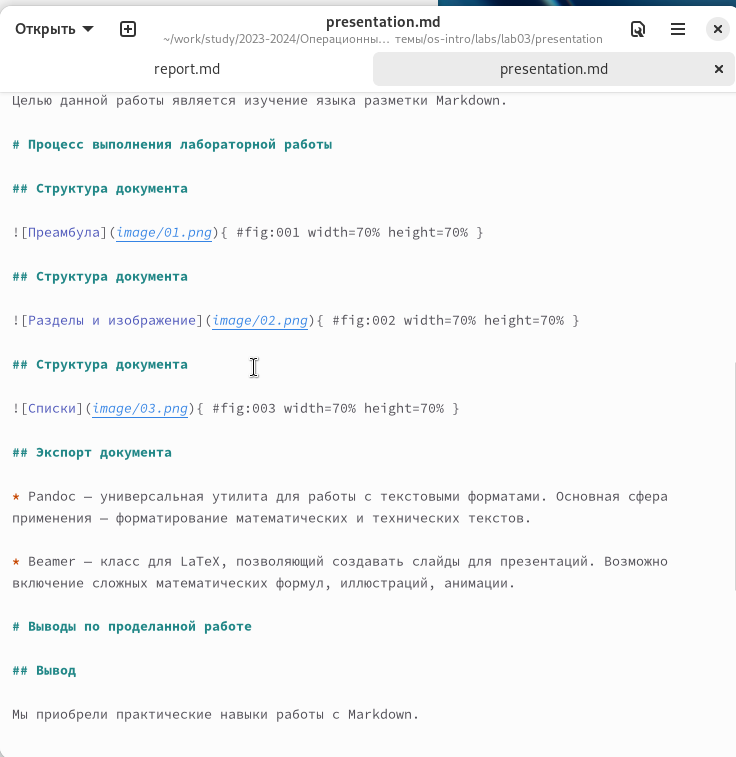 Открыть
presentation.md
~/work/study/2023-2024/Операционны… темы/os-intro/labs/lab03/presentation
report.md
presentation.md
Целью данной работы является изучение языка разметки Markdown.
# Процесс выполнения лабораторной работы
## Структура документа
![Преамбула](image/01.png){ #fig:001 width=70% height=70% }
## Структура документа
![Разделы и изображение](image/02.png){ #fig:002 width=70% height=70% }
## Структура документа
![Списки](image/03.png){ #fig:003 width=70% height=70% }
## Экспорт документа
* Pandoc — универсальная утилита для работы с текстовыми форматами. Основная сфера
применения — форматирование математических и технических текстов.
* Beamer — класс для LaTeX, позволяющий создавать слайды для презентаций. Возможно
включение сложных математических формул, иллюстраций, анимации.
# Выводы по проделанной работе
## Вывод
Мы приобрели практические навыки работы с Markdown.